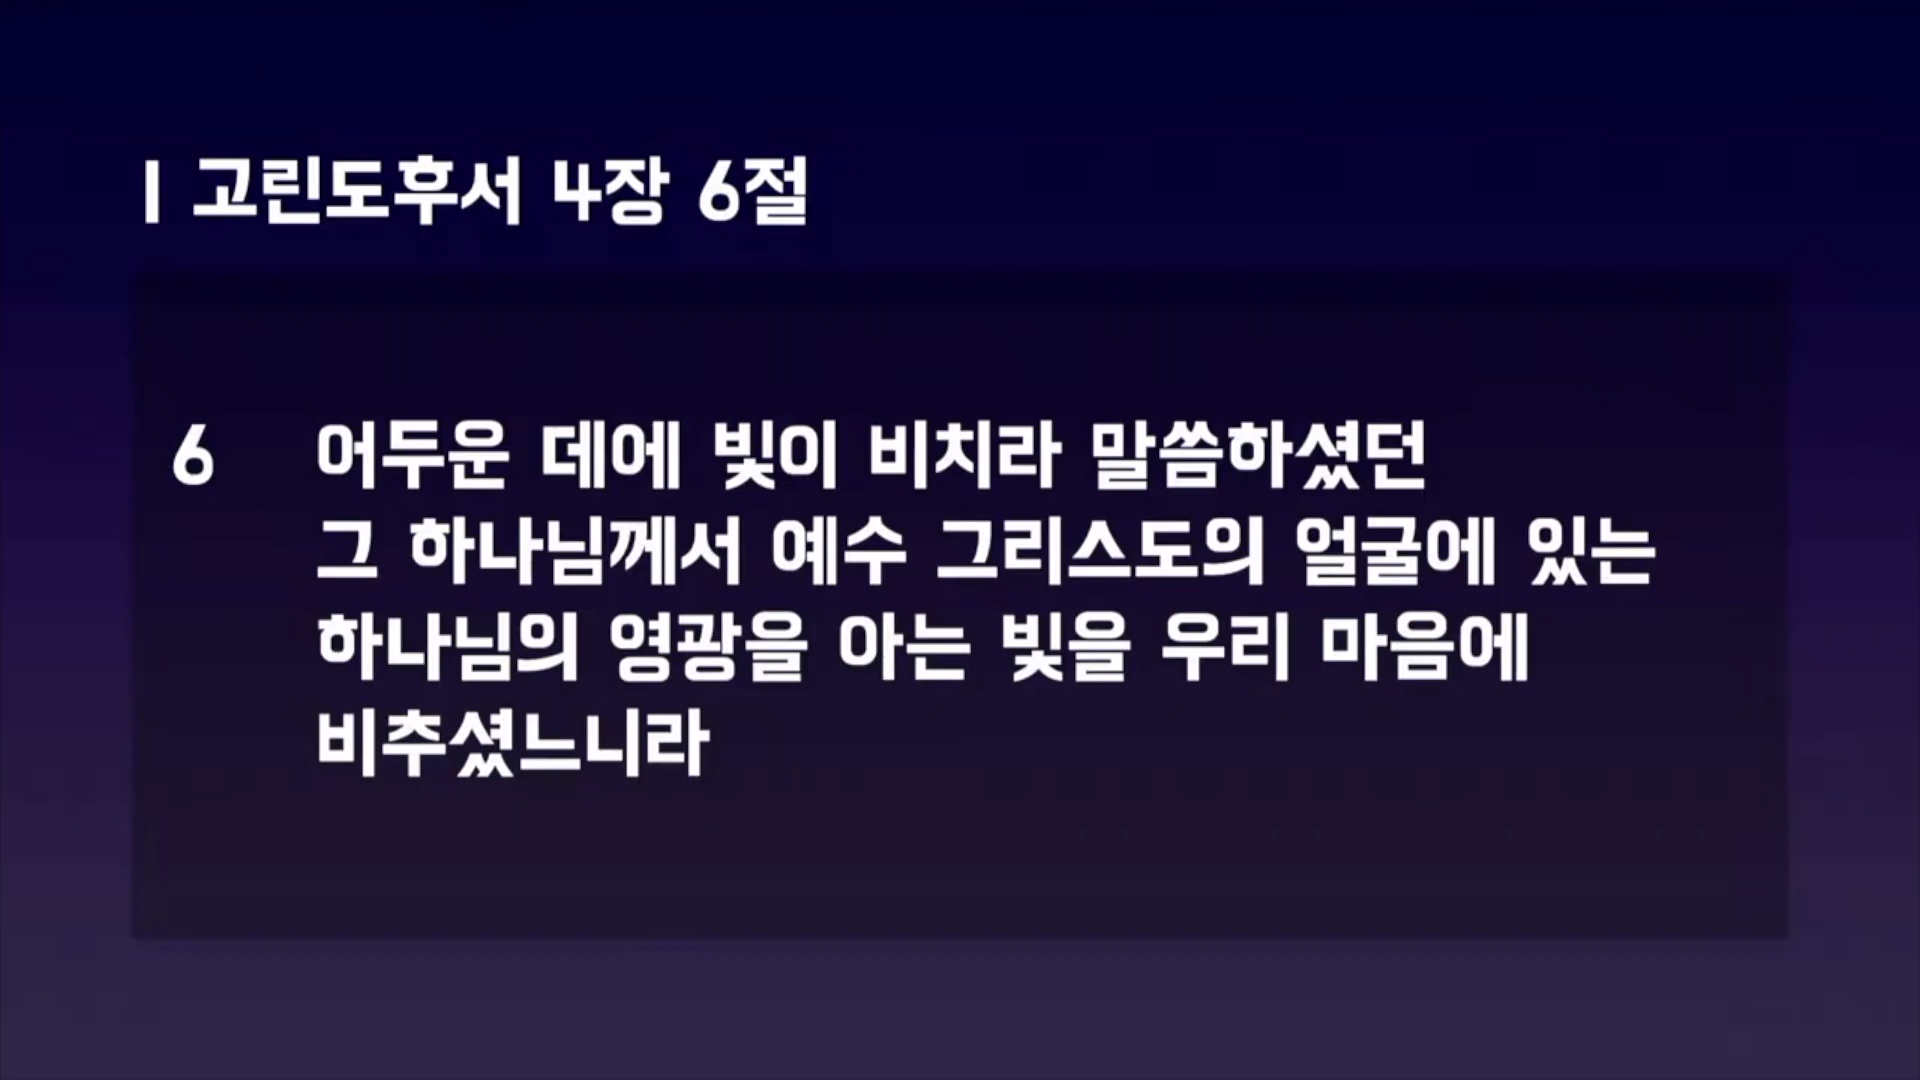 | 고린도후서 4장 6절
6 어두운 데에 빛이 비치라 말씀하셨던
그 하나님께서 예수 그리스도의 얼굴에 있는
하나님의 영광을 아는 빛을 우리 마음에
비추셨느니라